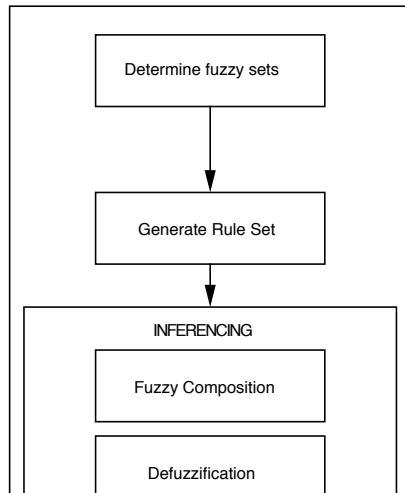 Determine fuzzy sets
Generate Rule Set
INFERENCING
Fuzzy Composition
Defuzzification